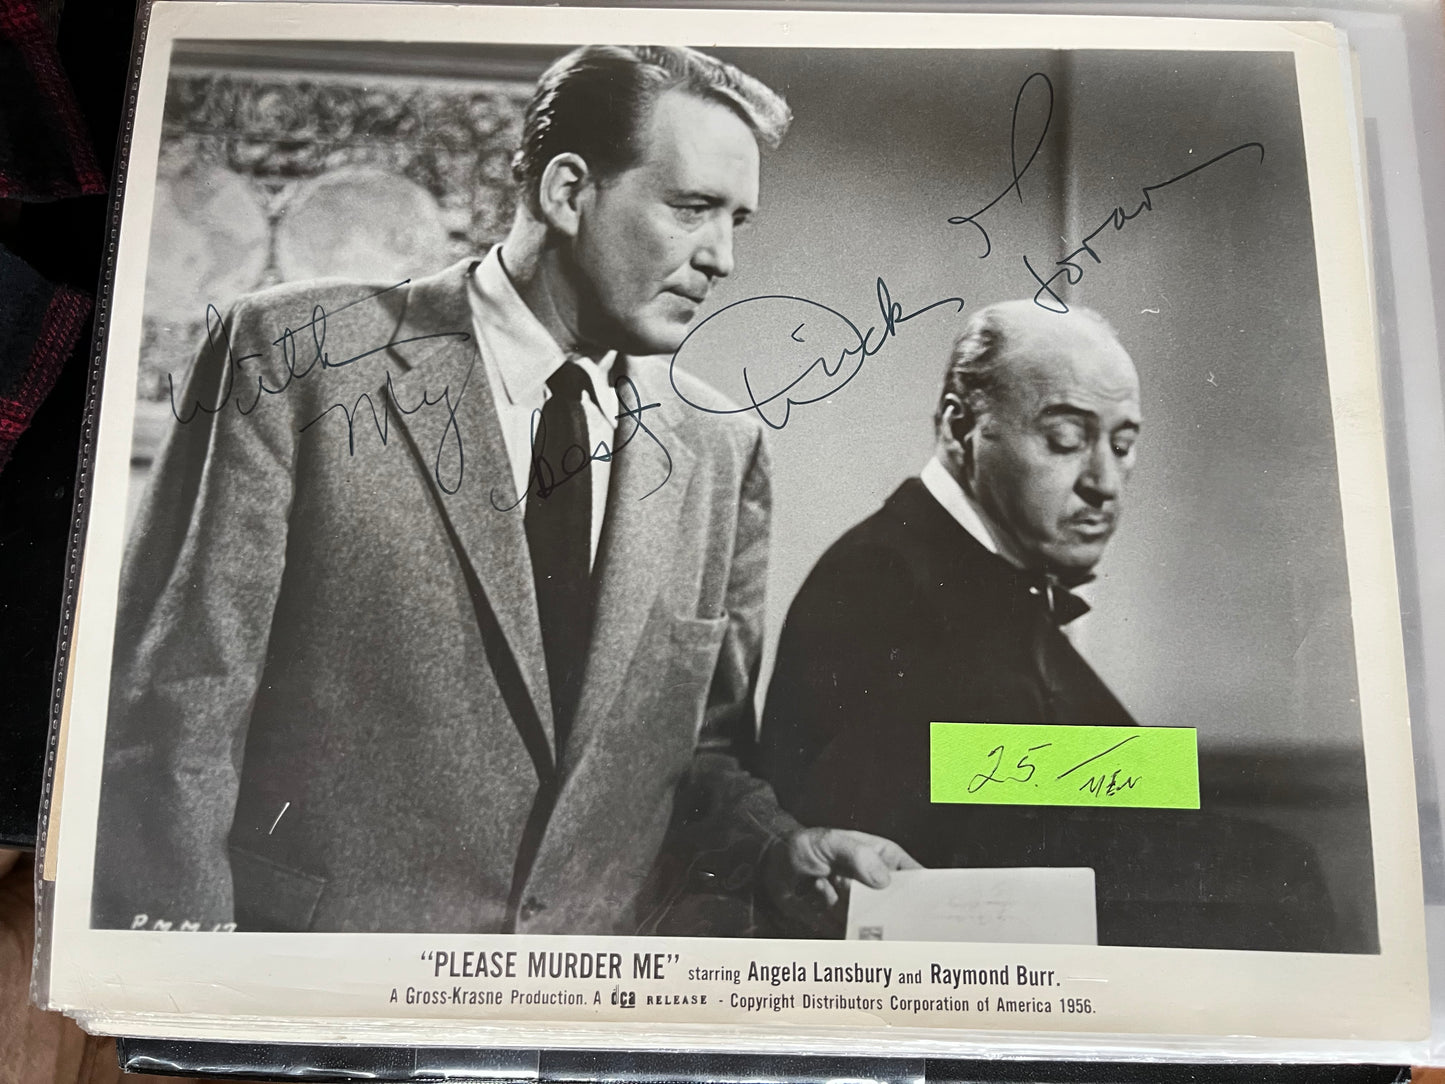 With
My
Best
Dick Foran
25. / MEN
P M M 17
"PLEASE MURDER ME" starring Angela Lansbury and Raymond Burr.
A Gross-Krasne Production. A dca RELEASE - Copyright Distributors Corporation of America 1956.